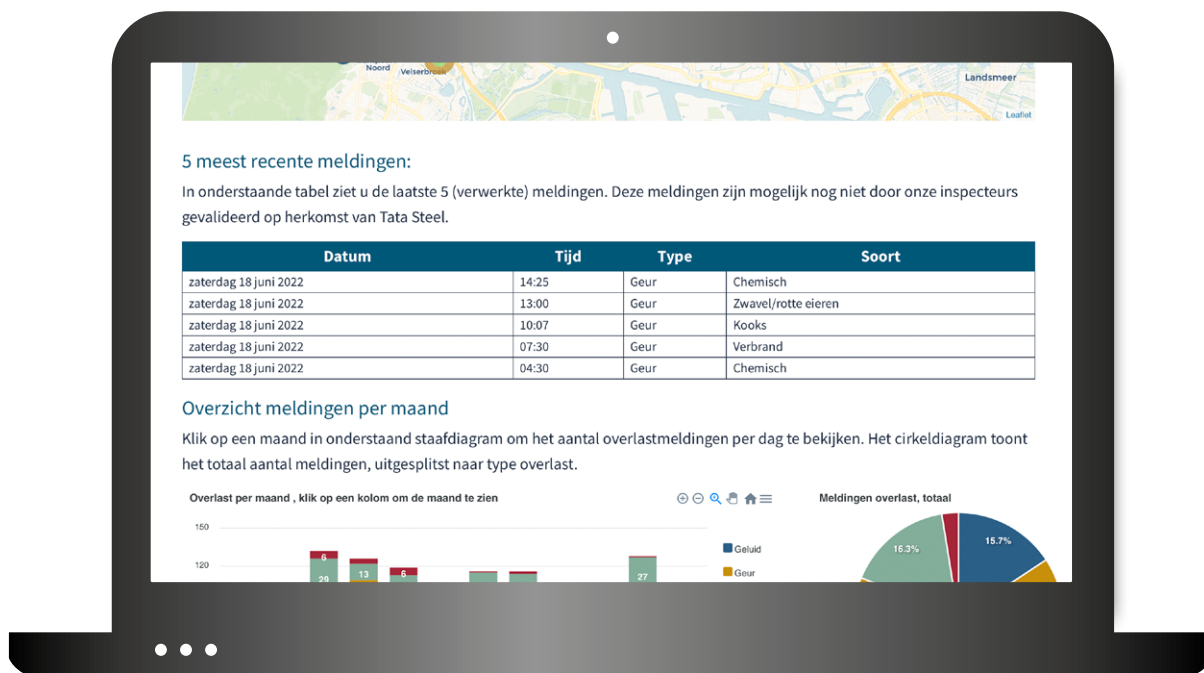 Noord
Velserbroek
Landsmeer
Leaflet
5 meest recente meldingen:
In onderstaande tabel ziet u de laatste 5 (verwerkte) meldingen. Deze meldingen zijn mogelijk nog niet door onze inspecteurs
gevalideerd op herkomst van Tata Steel.
Datum Tijd Type Soort
zaterdag 18 juni 2022 14:25 Geur Chemisch
zaterdag 18 juni 2022 13:00 Geur Zwavel/rotte eieren
zaterdag 18 juni 2022 10:07 Geur Kooks
zaterdag 18 juni 2022 07:30 Geur Verbrand
zaterdag 18 juni 2022 04:30 Geur Chemisch
Overzicht meldingen per maand
Klik op een maand in onderstaand staafdiagram om het aantal overlastmeldingen per dag te bekijken. Het cirkeldiagram toont
het totaal aantal meldingen, uitgesplitst naar type overlast.
Overlast per maand , klik op een kolom om de maand te zien
150
120
6
29
13
6
27
Geluid
Geur
Meldingen overlast, totaal
16.3%
15.7%